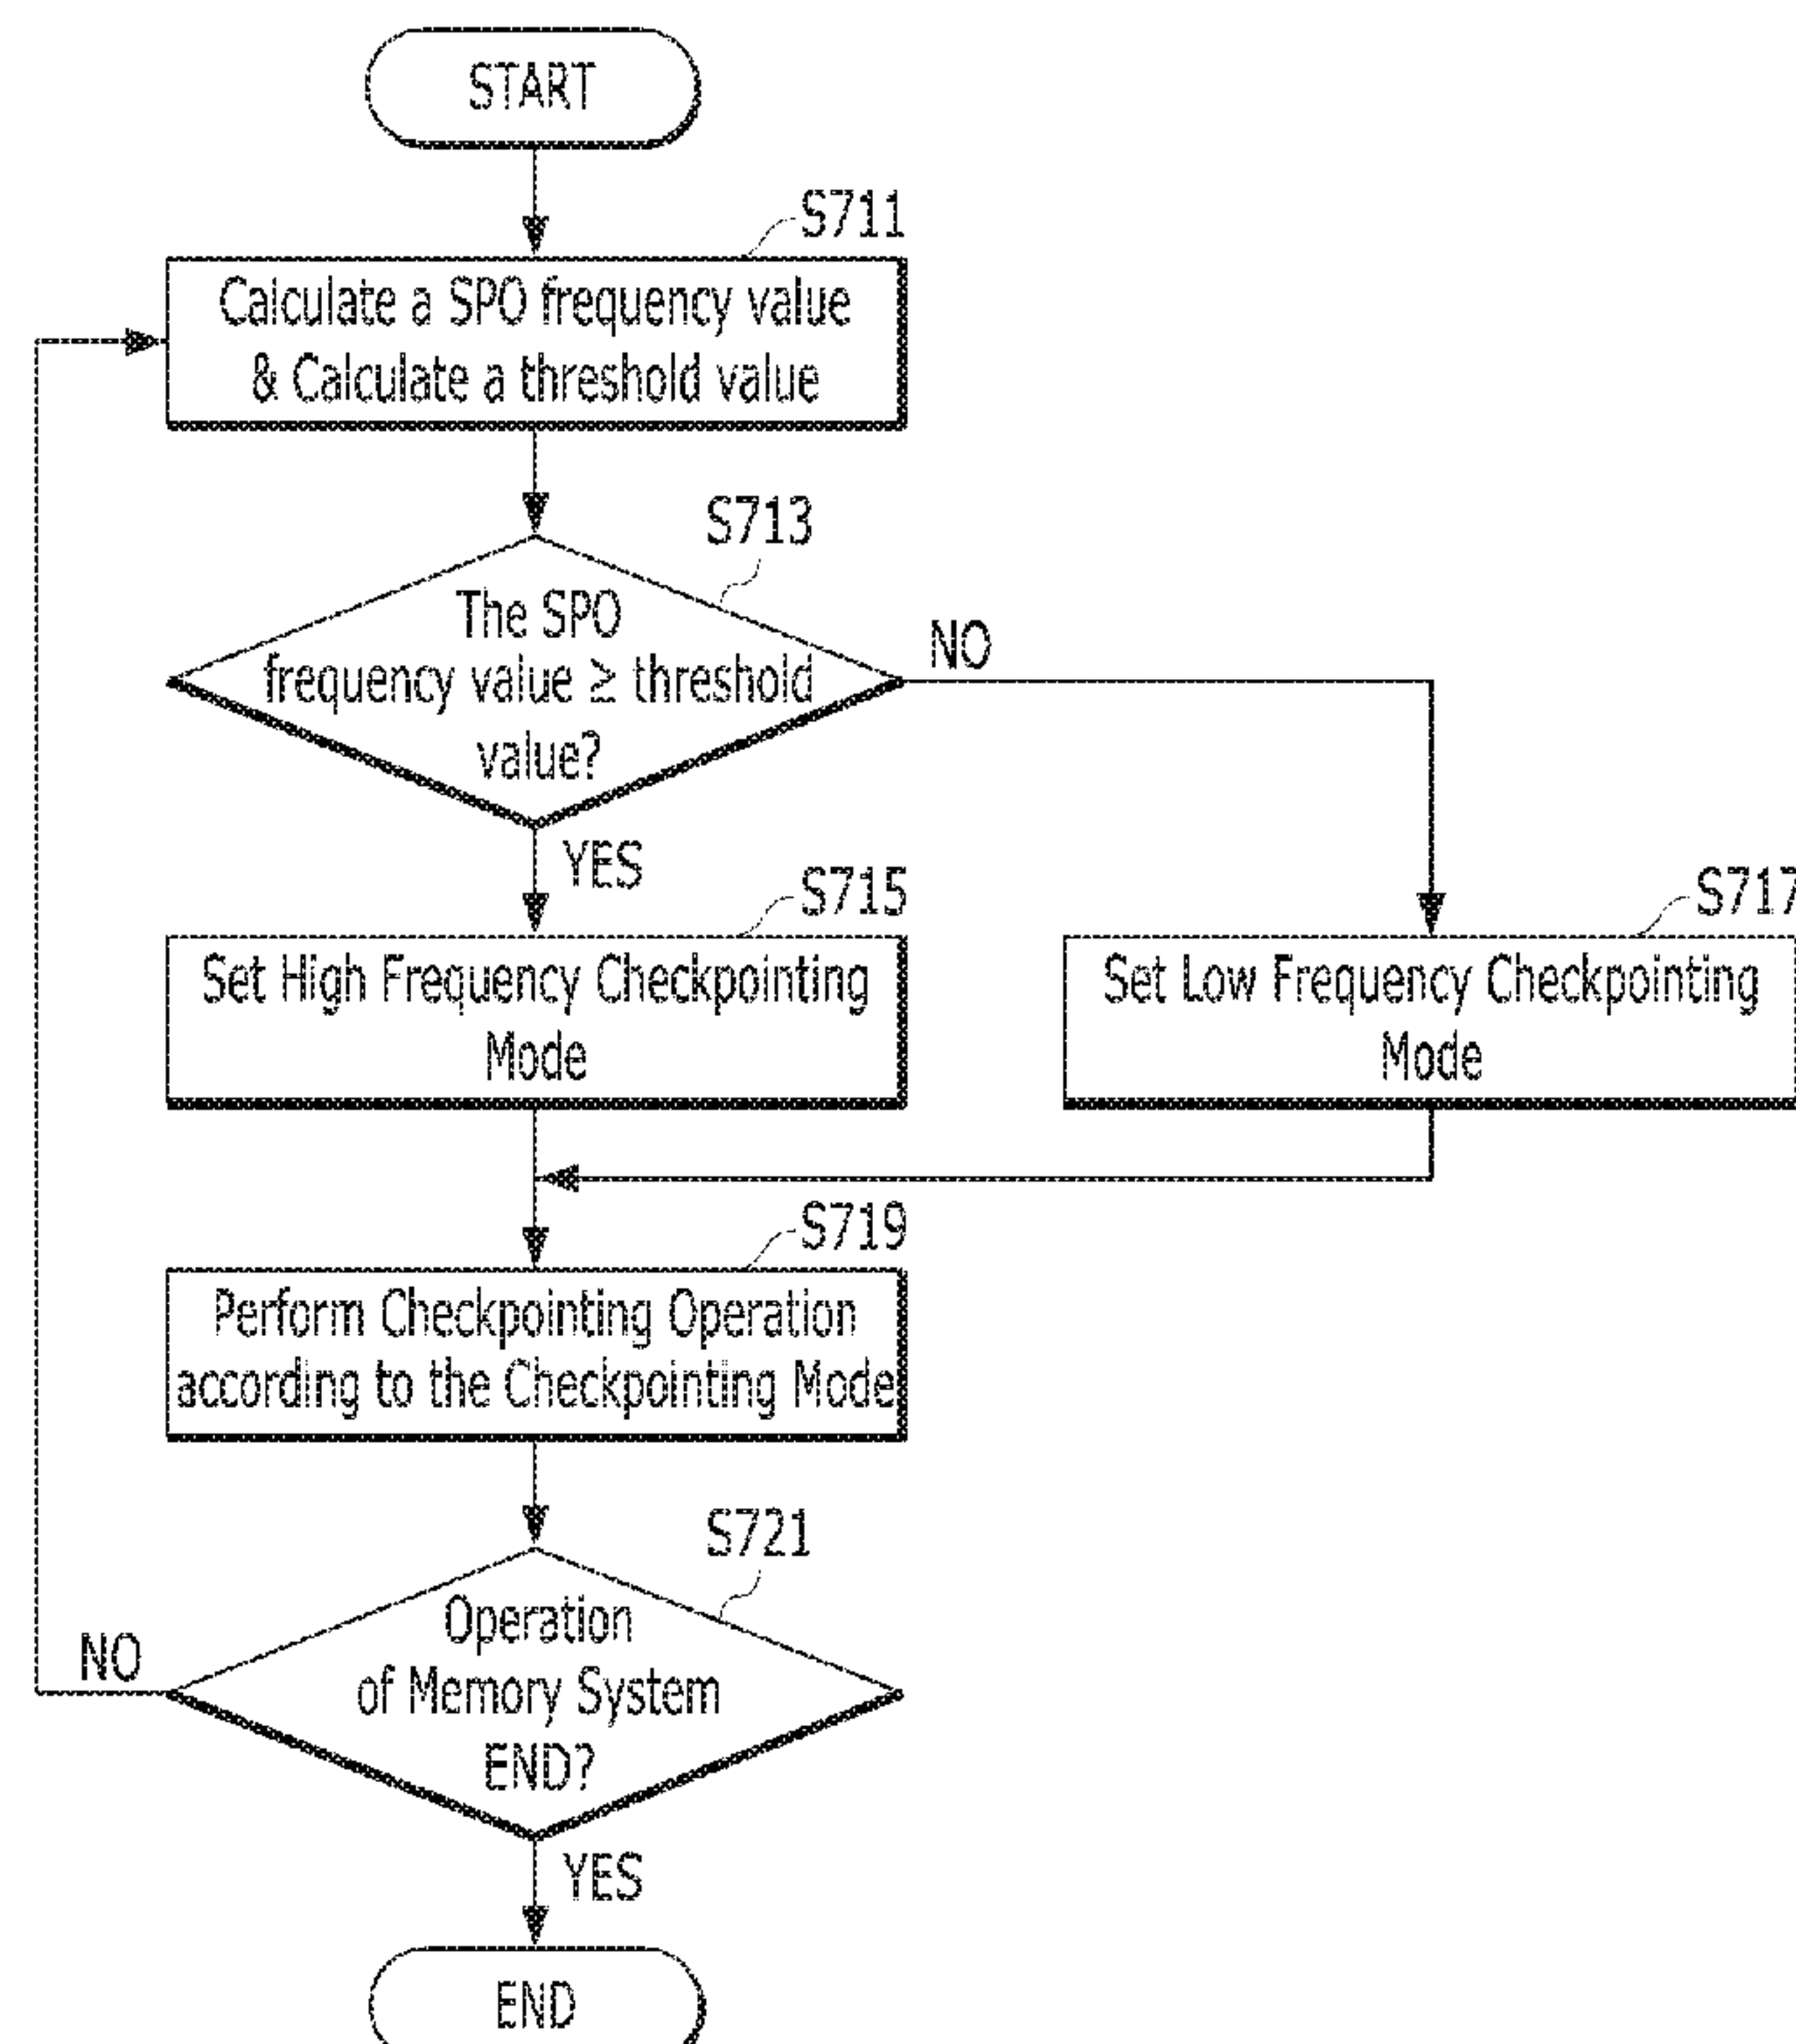 START
S711
Calculate a SPO frequency value
& Calculate a threshold value
S713
The SPO
frequency value ≥ threshold
value?
NO
YES
S715
Set High Frequency Checkpointing
Mode
S717
Set Low Frequency Checkpointing
Mode
S719
Perform Checkpointing Operation
according to the Checkpointing Mode
S721
Operation
of Memory System
END?
NO
YES
END